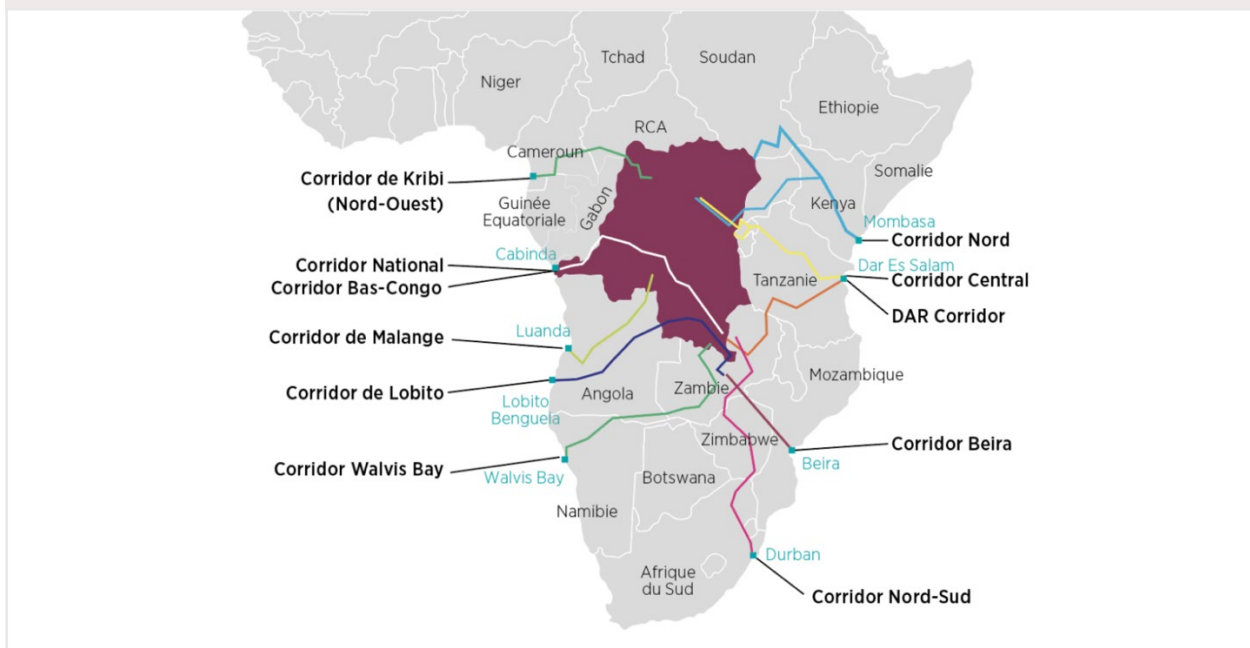 Tchad
Soudan
Niger
Ethiopie
RCA
Cameroun
Somalie
Corridor de Kribi
(Nord-Ouest)
Guinée
Equatoriale
Gabon
Kenya
Mombasa
Corridor Nord
Cabinda
Corridor National
Corridor Bas-Congo
Dar Es Salam
Tanzanie
Corridor Central
DAR Corridor
Luanda
Corridor de Malange
Mozambique
Zambie
Angola
Corridor de Lobito
Lobito
Benguela
Zimbabwe
Corridor Beira
Beira
Corridor Walvis Bay
Walvis Bay
Botswana
Namibie
Durban
Afrique
du Sud
Corridor Nord-Sud